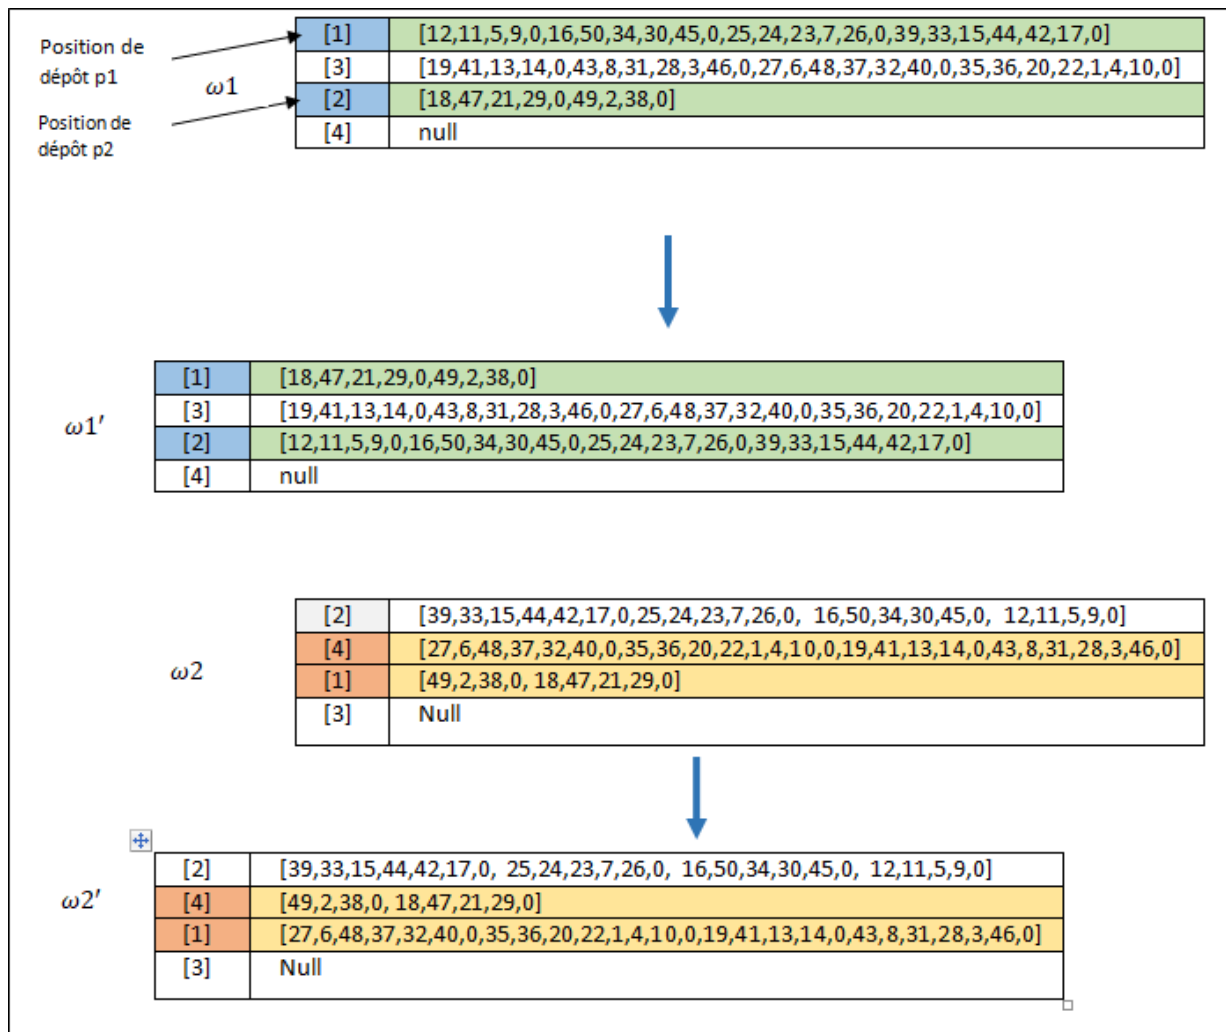 Position de
dépôt p1
ω1
Position de
dépôt p2
[1] [12,11,5,9,0,16,50,34,30,45,0,25,24,23,7,26,0,39,33,15,44,42,17,0]
[3] [19,41,13,14,0,43,8,31,28,3,46,0,27,6,48,37,32,40,0,35,36,20,22,1,4,10,0]
[2] [18,47,21,29,0,49,2,38,0]
[4] null
ω1′
[1] [18,47,21,29,0,49,2,38,0]
[3] [19,41,13,14,0,43,8,31,28,3,46,0,27,6,48,37,32,40,0,35,36,20,22,1,4,10,0]
[2] [12,11,5,9,0,16,50,34,30,45,0,25,24,23,7,26,0,39,33,15,44,42,17,0]
[4] null
ω2
[2] [39,33,15,44,42,17,0,25,24,23,7,26,0, 16,50,34,30,45,0, 12,11,5,9,0]
[4] [27,6,48,37,32,40,0,35,36,20,22,1,4,10,0,19,41,13,14,0,43,8,31,28,3,46,0]
[1] [49,2,38,0, 18,47,21,29,0]
[3] Null
ω2′
[2] [39,33,15,44,42,17,0, 25,24,23,7,26,0, 16,50,34,30,45,0, 12,11,5,9,0]
[4] [49,2,38,0, 18,47,21,29,0]
[1] [27,6,48,37,32,40,0,35,36,20,22,1,4,10,0,19,41,13,14,0,43,8,31,28,3,46,0]
[3] Null